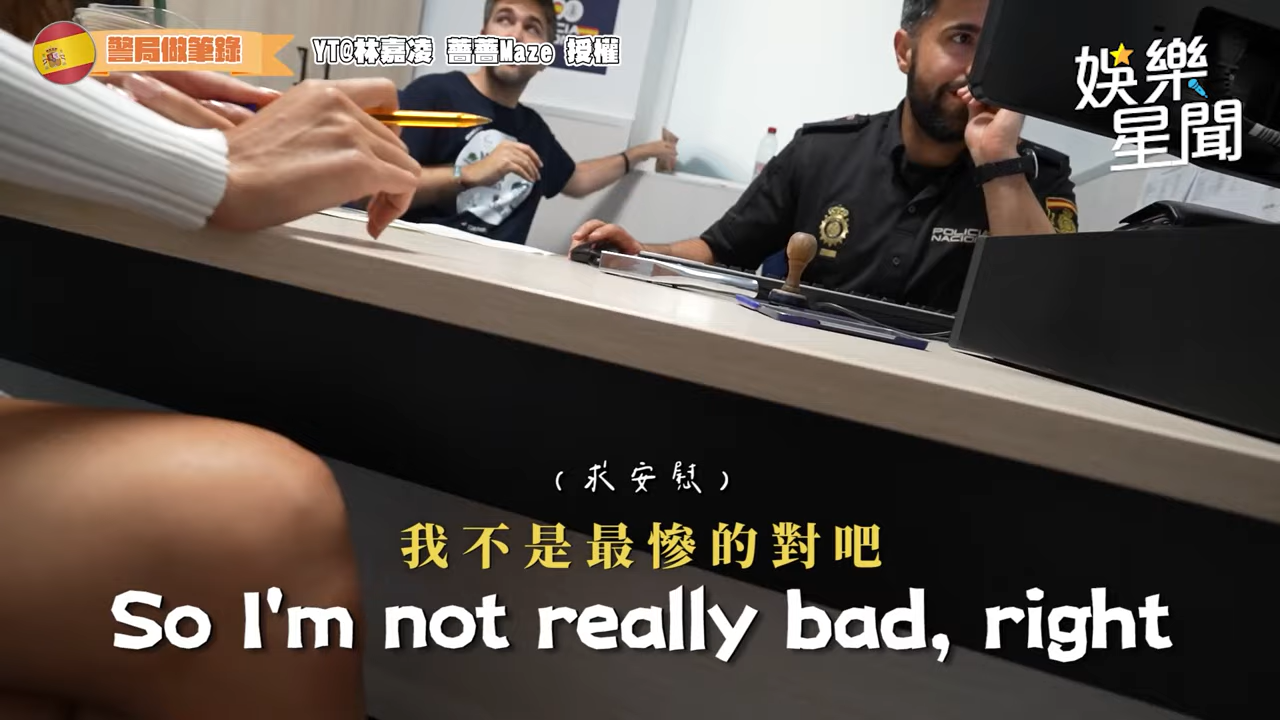 警局做筆錄
YT@林嘉凌 薔薔Maze 授權
娛樂
星聞
CIA
POLICIA
NACIONAL
(求安慰)
我不是最慘的對吧
So I'm not really bad, right